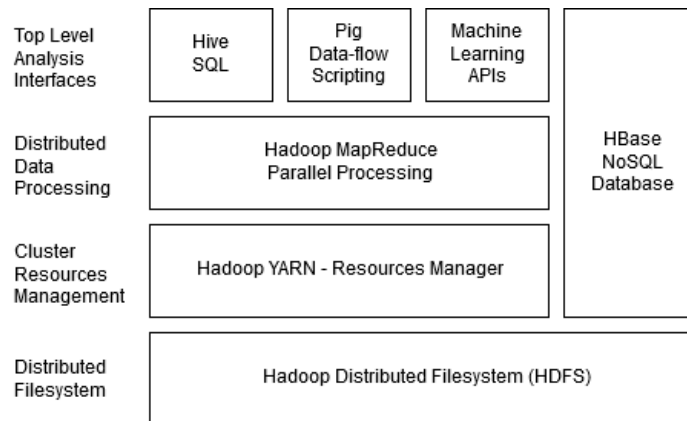 Top Level
Analysis
Interfaces
Hive
SQL
Pig
Data-flow
Scripting
Machine
Learning
APIs
Distributed
Data
Processing
Hadoop MapReduce
Parallel Processing
HBase
NoSQL
Database
Cluster
Resources
Management
Hadoop YARN - Resources Manager
Distributed
Filesystem
Hadoop Distributed Filesystem (HDFS)